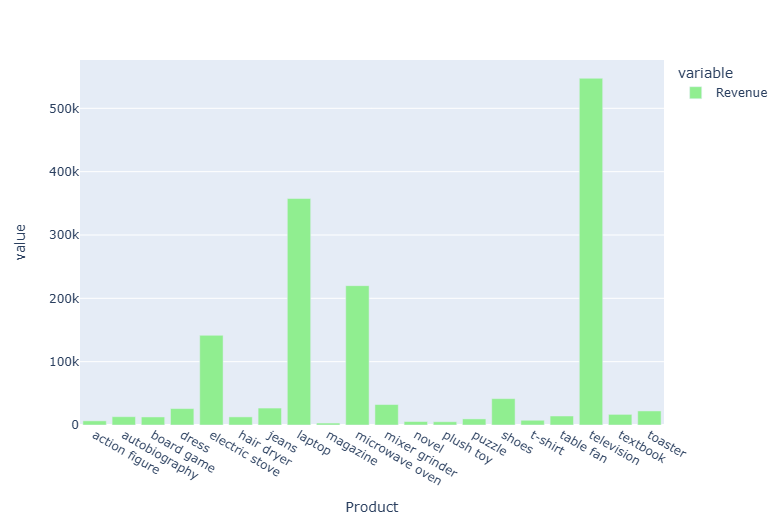 variable
Revenue
500k
400k
300k
200k
100k
0
value
action figure
autobiography
board game
dress
electric stove
hair dryer
jeans
laptop
magazine
microwave oven
mixer grinder
novel
plush toy
puzzle
shoes
t-shirt
table fan
television
textbook
toaster
Product